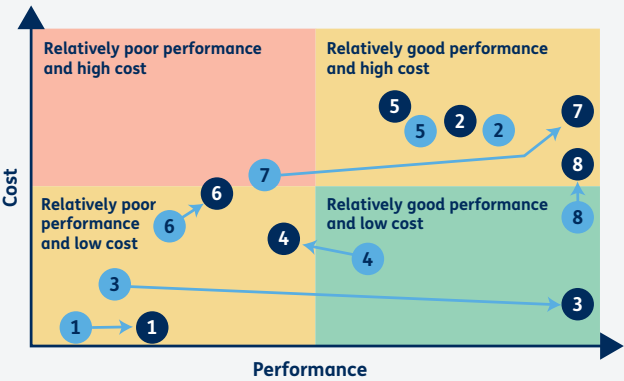 Relatively poor performance
and high cost
Relatively good performance
and high cost
5
5
2
2
7
8
7
6
Relatively poor
performance
and low cost
6
Relatively good performance
and low cost
8
4
4
3
3
1
1
Cost
Performance